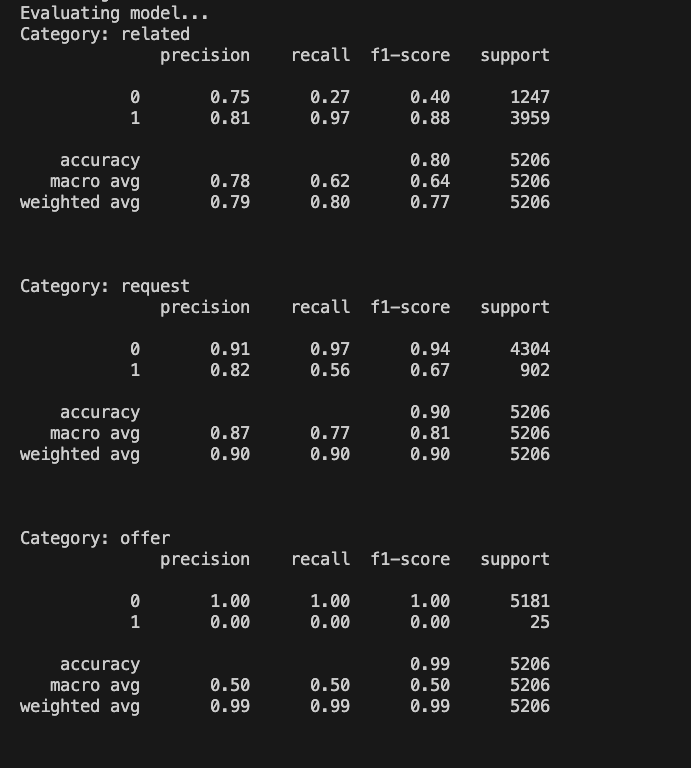 Evaluating model...
Category: related
precision recall f1-score support
0 0.75 0.27 0.40 1247
1 0.81 0.97 0.88 3959
accuracy 0.80 5206
macro avg 0.78 0.62 0.64 5206
weighted avg 0.79 0.80 0.77 5206
Category: request
precision recall f1-score support
0 0.91 0.97 0.94 4304
1 0.82 0.56 0.67 902
accuracy 0.90 5206
macro avg 0.87 0.77 0.81 5206
weighted avg 0.90 0.90 0.90 5206
Category: offer
precision recall f1-score support
0 1.00 1.00 1.00 5181
1 0.00 0.00 0.00 25
accuracy 0.99 5206
macro avg 0.50 0.50 0.50 5206
weighted avg 0.99 0.99 0.99 5206